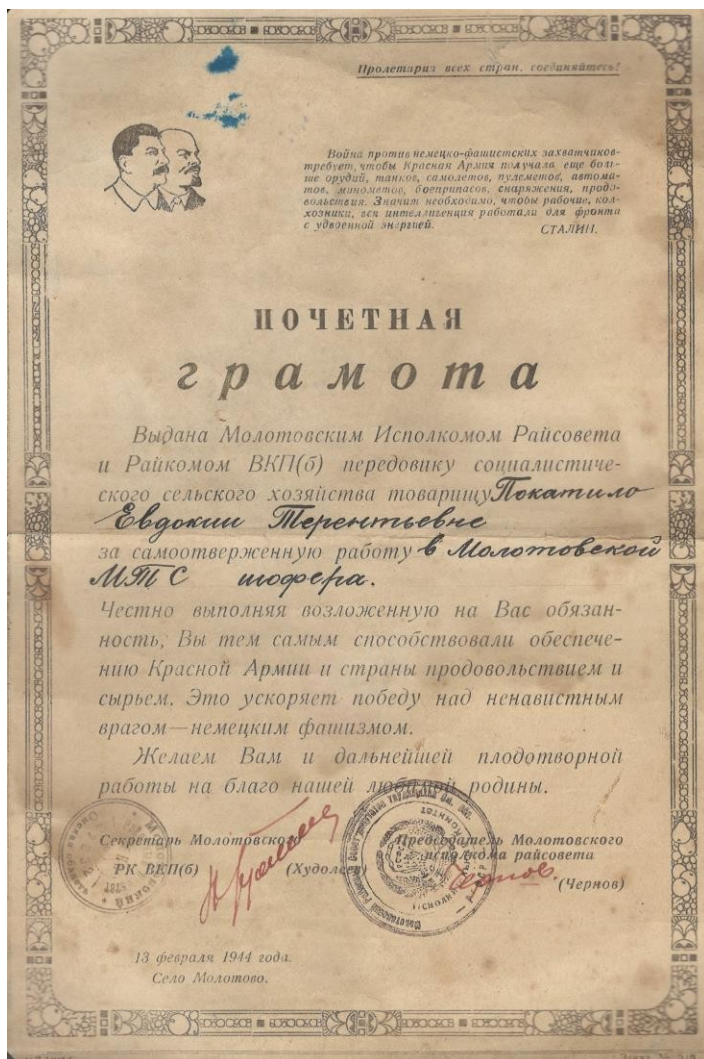 Пролетарии всех стран, соединяйтесь!
Война против немецко-фашистских захватчиков
требует, чтобы Красная Армия получала еще боль-
ше орудий, танков, самолетов, пулеметов, автома-
тов, минометов, боеприпасов, снаряжения, продо-
вольствия. Значит необходимо, чтобы рабочие, кол-
хозники, вся интеллигенция работали для фронта
с удвоенной энергией.
СТАЛИН.
ПОЧЕТНАЯ
грамота
Выдана Молотовским Исполкомом Райсовета
и Райкомом ВКП(б) передовику социалистиче-
ского сельского хозяйства товарищу Покатило
Евдокии Терентьевне
за самоотверженную работу в Молотовской
МТС шофера.
Честно выполняя возложенную на Вас обязан-
ность, Вы тем самым способствовали обеспече-
нию Красной Армии и страны продовольствием и
сырьем. Это ускоряет победу над ненавистным
врагом—немецким фашизмом.
Желаем Вам и дальнейшей плодотворной
работы на благо нашей любимой родины.
Секретарь Молотовского
РК ВКП(б) (Худолеев)
Председатель Молотовского
исполкома райсовета
(Чернов)
13 февраля 1944 года.
Село Молотово.